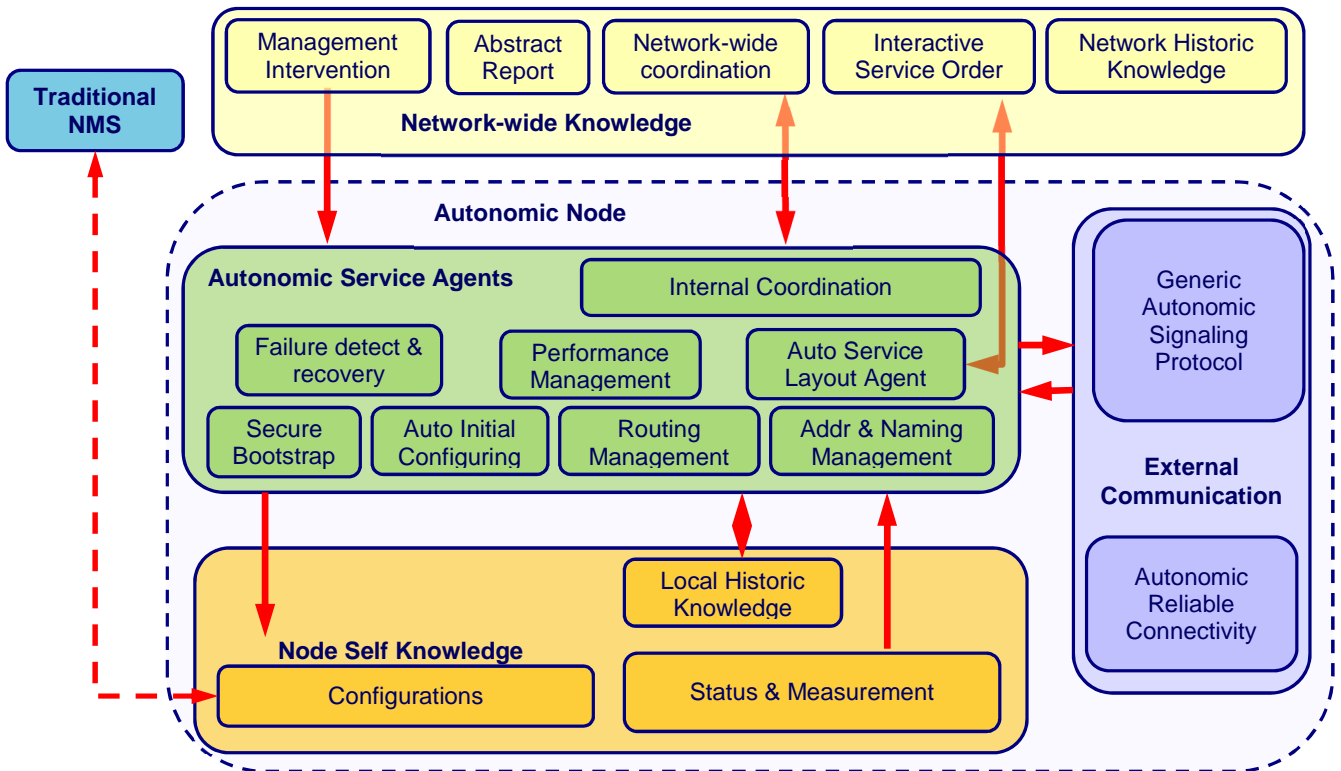 Management
Intervention
Abstract
Report
Network-wide
coordination
Interactive
Service Order
Network Historic
Knowledge
Traditional
NMS
Network-wide Knowledge
Autonomic Node
Autonomic Service Agents
Internal Coordination
Failure detect &
recovery
Performance
Management
Auto Service
Layout Agent
Secure
Bootstrap
Auto Initial
Configuring
Routing
Management
Addr & Naming
Management
Generic
Autonomic
Signaling
Protocol
External
Communication
Autonomic
Reliable
Connectivity
Local Historic
Knowledge
Node Self Knowledge
Configurations
Status & Measurement